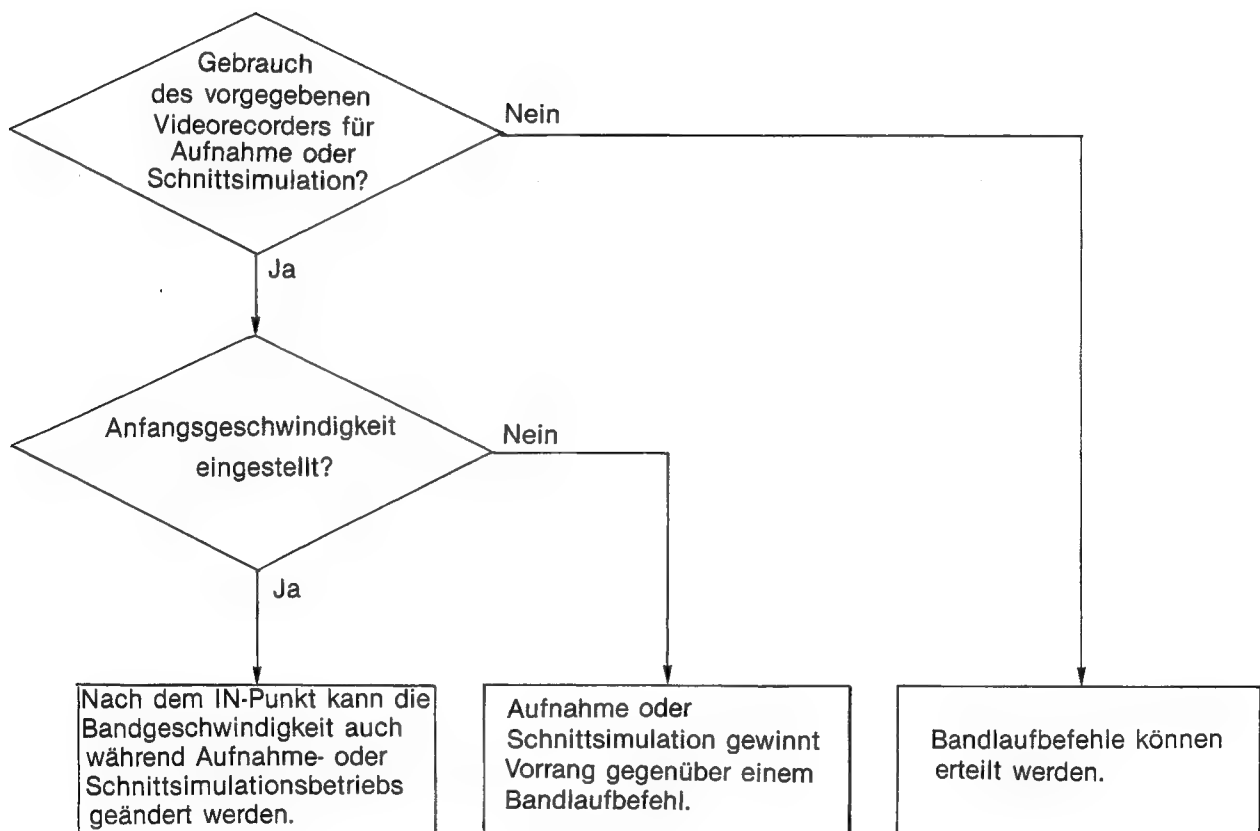 Gebrauch
des vorgegebenen
Videorecorders für
Aufnahme oder
Schnittsimulation?
Nein
Ja
Anfangsgeschwindigkeit
eingestellt?
Nein
Ja
Nach dem IN-Punkt kann die
Bandgeschwindigkeit auch
während Aufnahme- oder
Schnittsimulationsbetriebs
geändert werden.
Aufnahme oder
Schnittsimulation gewinnt
Vorrang gegenüber einem
Bandlaufbefehl.
Bandlaufbefehle können
erteilt werden.